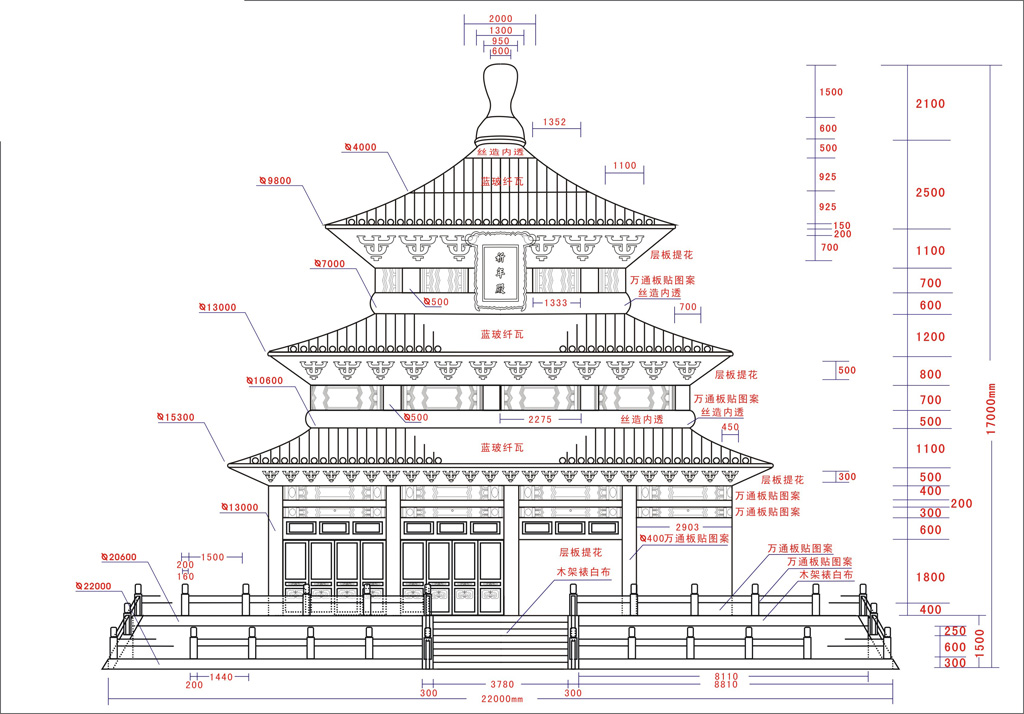 2000
1300
950
600
1500
2100
1352
600
500
Ø4000
丝造内透
1100
925
Ø9800
蓝玻纤瓦
2500
925
150
200
700
层板提花
1100
祈年殿
Ø7000
万通板贴图案
700
丝造内透
Ø500
1333
600
Ø13000
700
蓝玻纤瓦
1200
层板提花
500
800
Ø10600
17000mm
万通板贴图案
700
丝造内透
Ø15300
Ø500
2275
丝造内透
500
450
蓝玻纤瓦
1100
层板提花
300
500
万通板贴图案
400
200
Ø13000
万通板贴图案
300
2903
600
Ø400万通板贴图案
层板提花
万通板贴图案
Ø20600
1500
万通板贴图案
200
木架裱白布
木架裱白布
160
1800
Ø22000
400
250
1500
600
300
1440
8110
200
3780
8810
300
300
22000mm